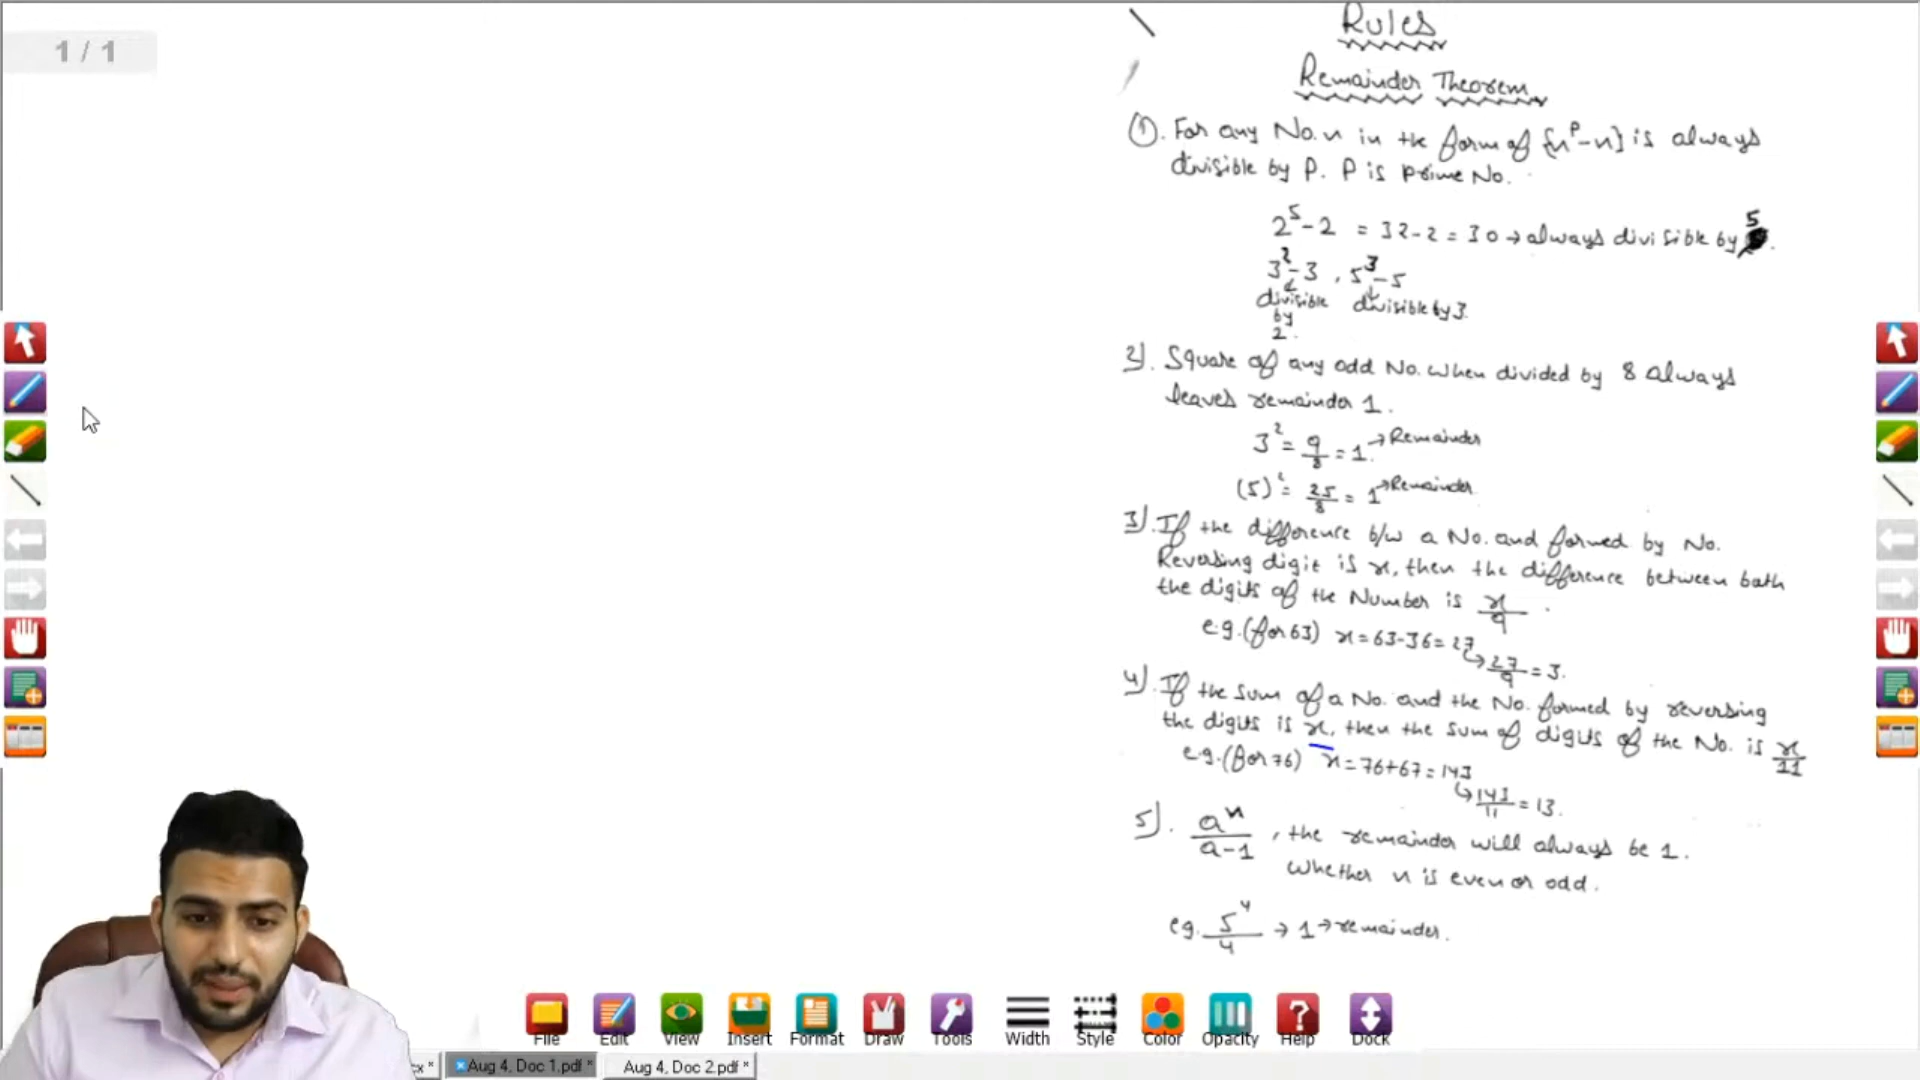 1 / 1
Rules
Remainder Theorem
①. For any No. n in the form of {n^p - n} is always
divisible by P. P is prime No.
2^5 - 2 = 32 - 2 = 30 → always divisible by 5.
3^2 - 3 , 5^3 - 5
divisible by 2. divisible by 3.
2). Square of any odd No. when divided by 8 always
leaves remainder 1.
3^2 = 9/8 = 1 → Remainder
(5)^2 = 25/8 = 1 → Remainder
3). If the difference b/w a No. and formed by No.
Reversing digit is x, then the difference between both
the digits of the Number is x/9.
e.g. (for 63) x = 63 - 36 = 27
↳ 27/9 = 3.
4). If the sum of a No. and the No. formed by reversing
the digits is x, then the sum of digits of the No. is x/11
e.g. (for 76) x = 76 + 67 = 143
↳ 143/11 = 13.
5). a^n/a-1 , the remainder will always be 1.
Whether n is even or odd.
eg. 5^4/4 → 1 → remainder.
File Edit View Insert Format Draw Tools Width Style Color Opacity Help Dock
cx * Aug 4, Doc 1.pdf * Aug 4, Doc 2.pdf *